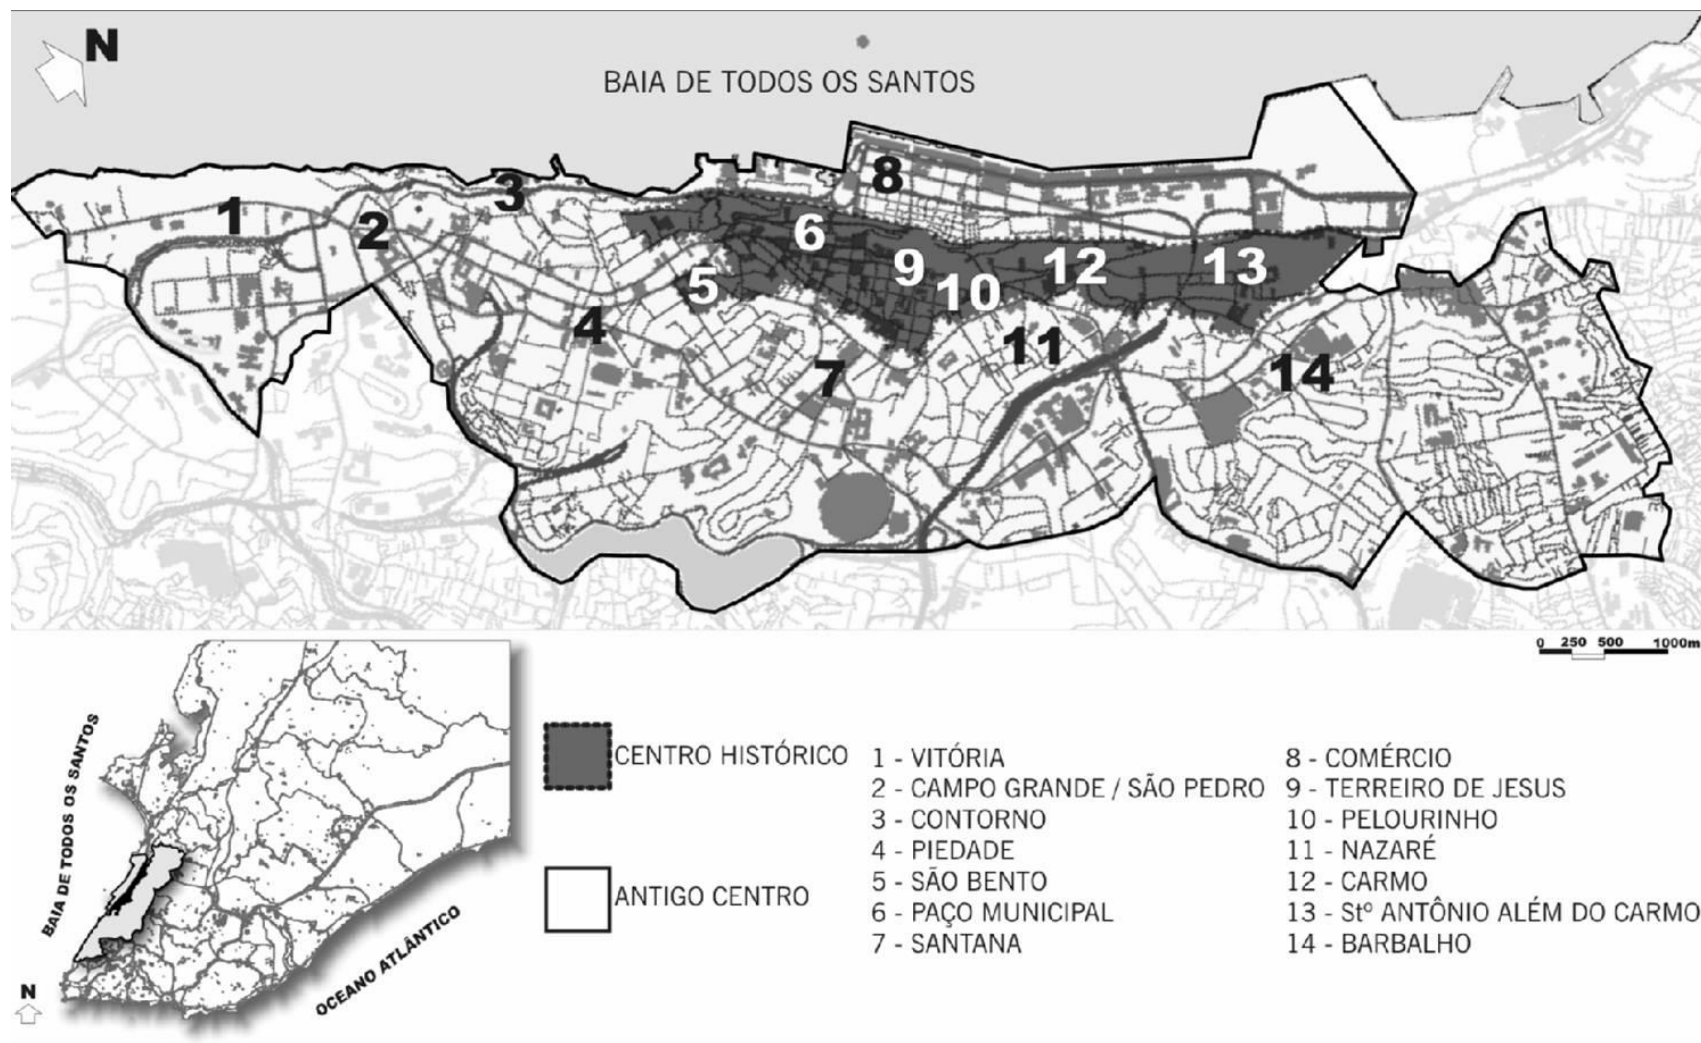 N
BAIA DE TODOS OS SANTOS
1
2
3
4
5
6
7
8
9
10
11
12
13
14
0 250 500 1000m
BAIA DE TODOS OS SANTOS
OCEANO ATLÂNTICO
N
CENTRO HISTÓRICO
ANTIGO CENTRO
1 - VITÓRIA
2 - CAMPO GRANDE / SÃO PEDRO
3 - CONTORNO
4 - PIEDADE
5 - SÃO BENTO
6 - PAÇO MUNICIPAL
7 - SANTANA
8 - COMÉRCIO
9 - TERREIRO DE JESUS
10 - PELOURINHO
11 - NAZARÉ
12 - CARMO
13 - Stº ANTÔNIO ALÉM DO CARMO
14 - BARBALHO